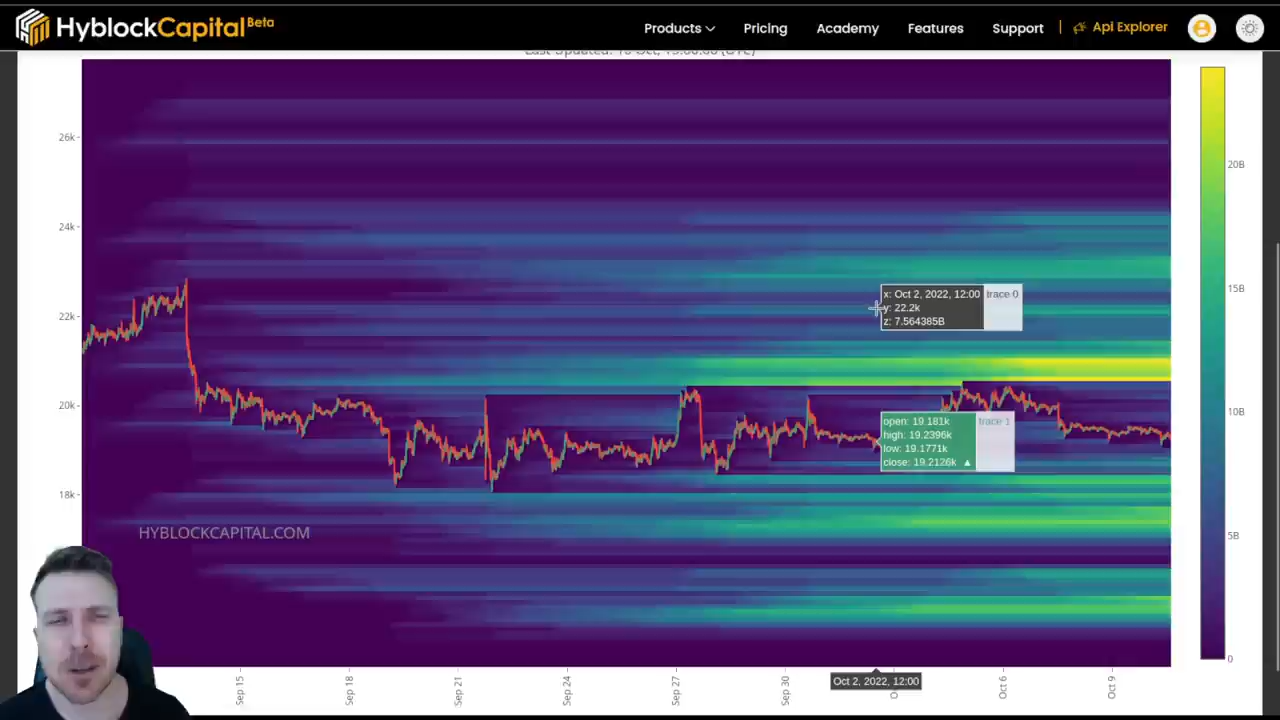 HyblockCapital Beta
Products
Pricing
Academy
Features
Support
Api Explorer
26k
24k
22k
20k
18k
x: Oct 2, 2022, 12:00
y: 22.2k
z: 7.564385B
trace 0
open: 19.181k
high: 19.2396k
low: 19.1771k
close: 19.2126k ▲
trace 1
HYBLOCKCAPITAL.COM
20B
15B
10B
5B
0
Sep 15
Sep 18
Sep 21
Sep 24
Sep 27
Sep 30
Oct 2, 2022, 12:00
Oct 6
Oct 9